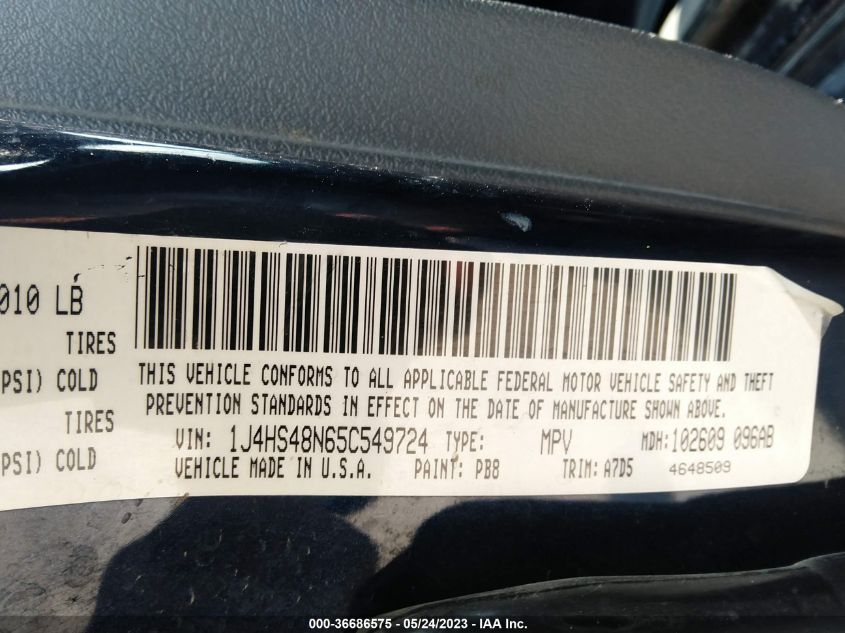 010 LB
TIRES
PSI) COLD
TIRES
PSI) COLD
THIS VEHICLE CONFORMS TO ALL APPLICABLE FEDERAL MOTOR VEHICLE SAFETY AND THEFT
PREVENTION STANDARDS IN EFFECT ON THE DATE OF MANUFACTURE SHOWN ABOVE.
VIN: 1J4HS48N65C549724 TYPE: MPV MDH: 102609 096AB
VEHICLE MADE IN U.S.A. PAINT: PB8 TRIM: A7D5 4648509
000-36686575 - 05/24/2023 - IAA Inc.